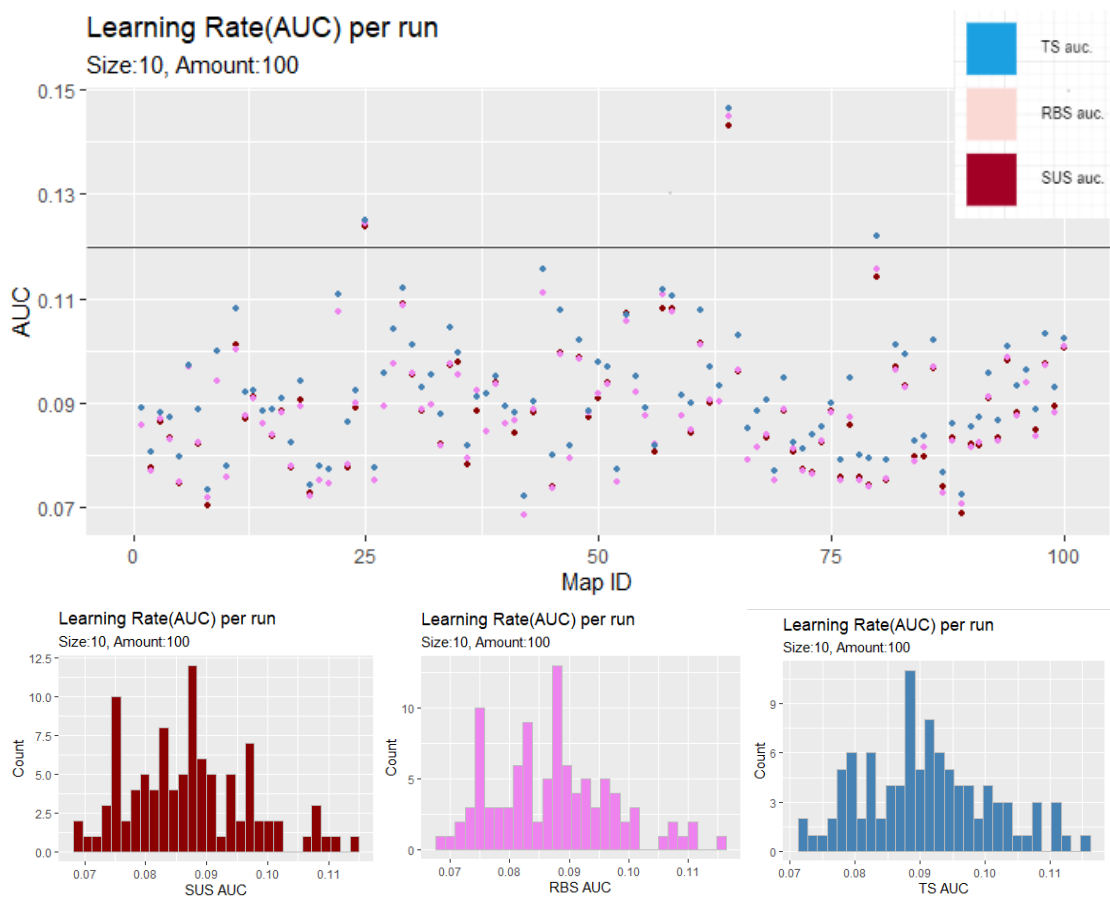 Learning Rate(AUC) per run
Size:10, Amount:100
TS auc.
RBS auc.
SUS auc.
0.15
0.13
0.11
0.09
0.07
AUC
0 25 50 75 100
Map ID
Learning Rate(AUC) per run
Size:10, Amount:100
12.5
10.0
7.5
5.0
2.5
0.0
Count
0.07 0.08 0.09 0.10 0.11
SUS AUC
Learning Rate(AUC) per run
Size:10, Amount:100
10
5
0
Count
0.07 0.08 0.09 0.10 0.11
RBS AUC
Learning Rate(AUC) per run
Size:10, Amount:100
9
6
3
0
Count
0.07 0.08 0.09 0.10 0.11
TS AUC